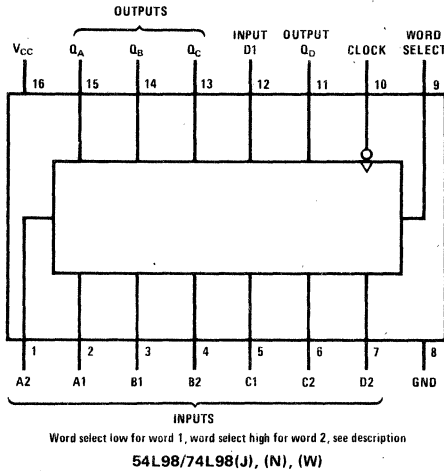 OUTPUTS
INPUT OUTPUT
VCC QA QB QC D1 QD CLOCK WORD SELECT
16 15 14 13 12 11 10 9
1 2 3 4 5 6 7 8
A2 A1 B1 B2 C1 C2 D2 GND
INPUTS
Word select low for word 1, word select high for word 2, see description
54L98/74L98(J), (N), (W)